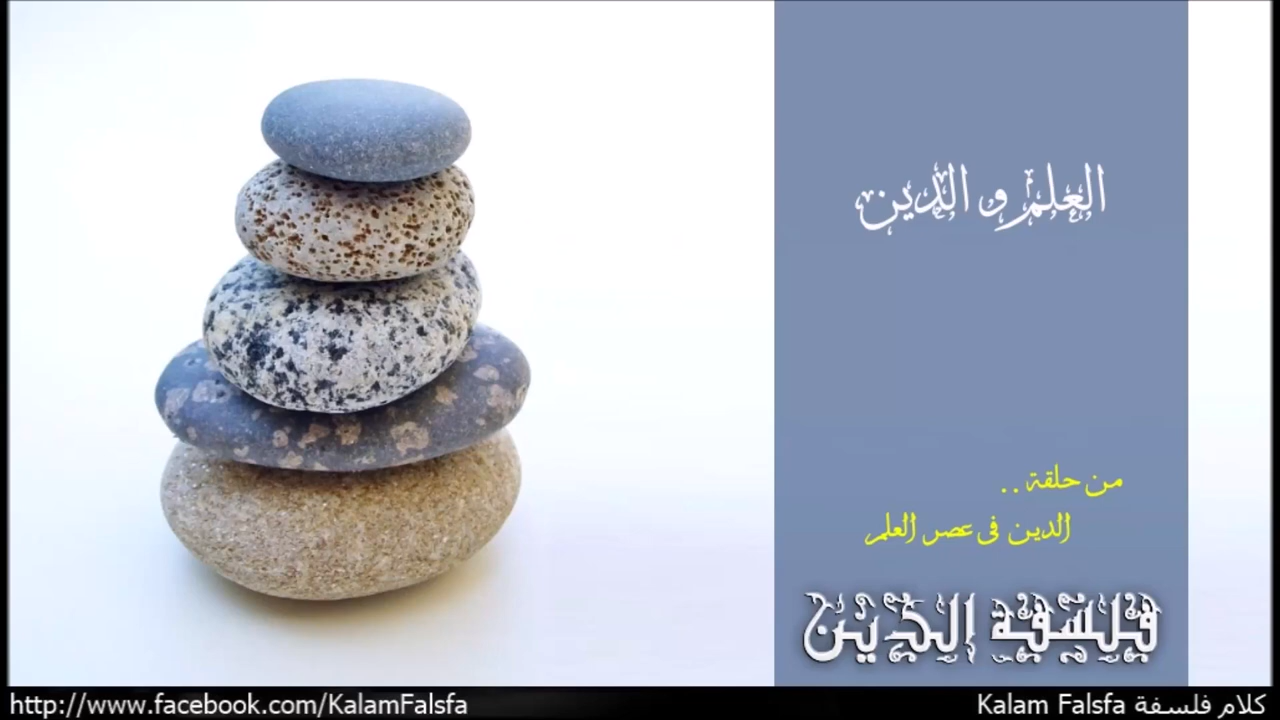 العلم و الدين
من حلقة ..
الدين فى عصر العلم
فلسفة الدين
http://www.facebook.com/KalamFalsfa
Kalam Falsfa كلام فلسفة